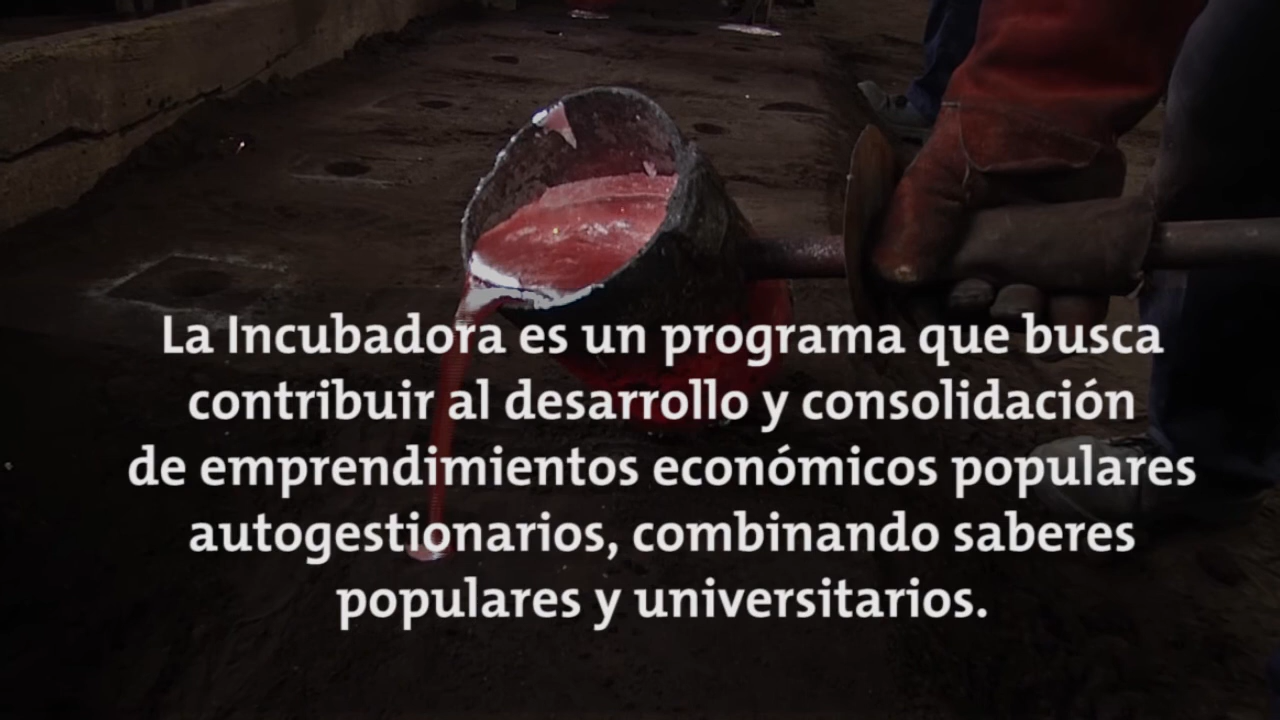 La Incubadora es un programa que busca
contribuir al desarrollo y consolidación
de emprendimientos económicos populares
autogestionarios, combinando saberes
populares y universitarios.